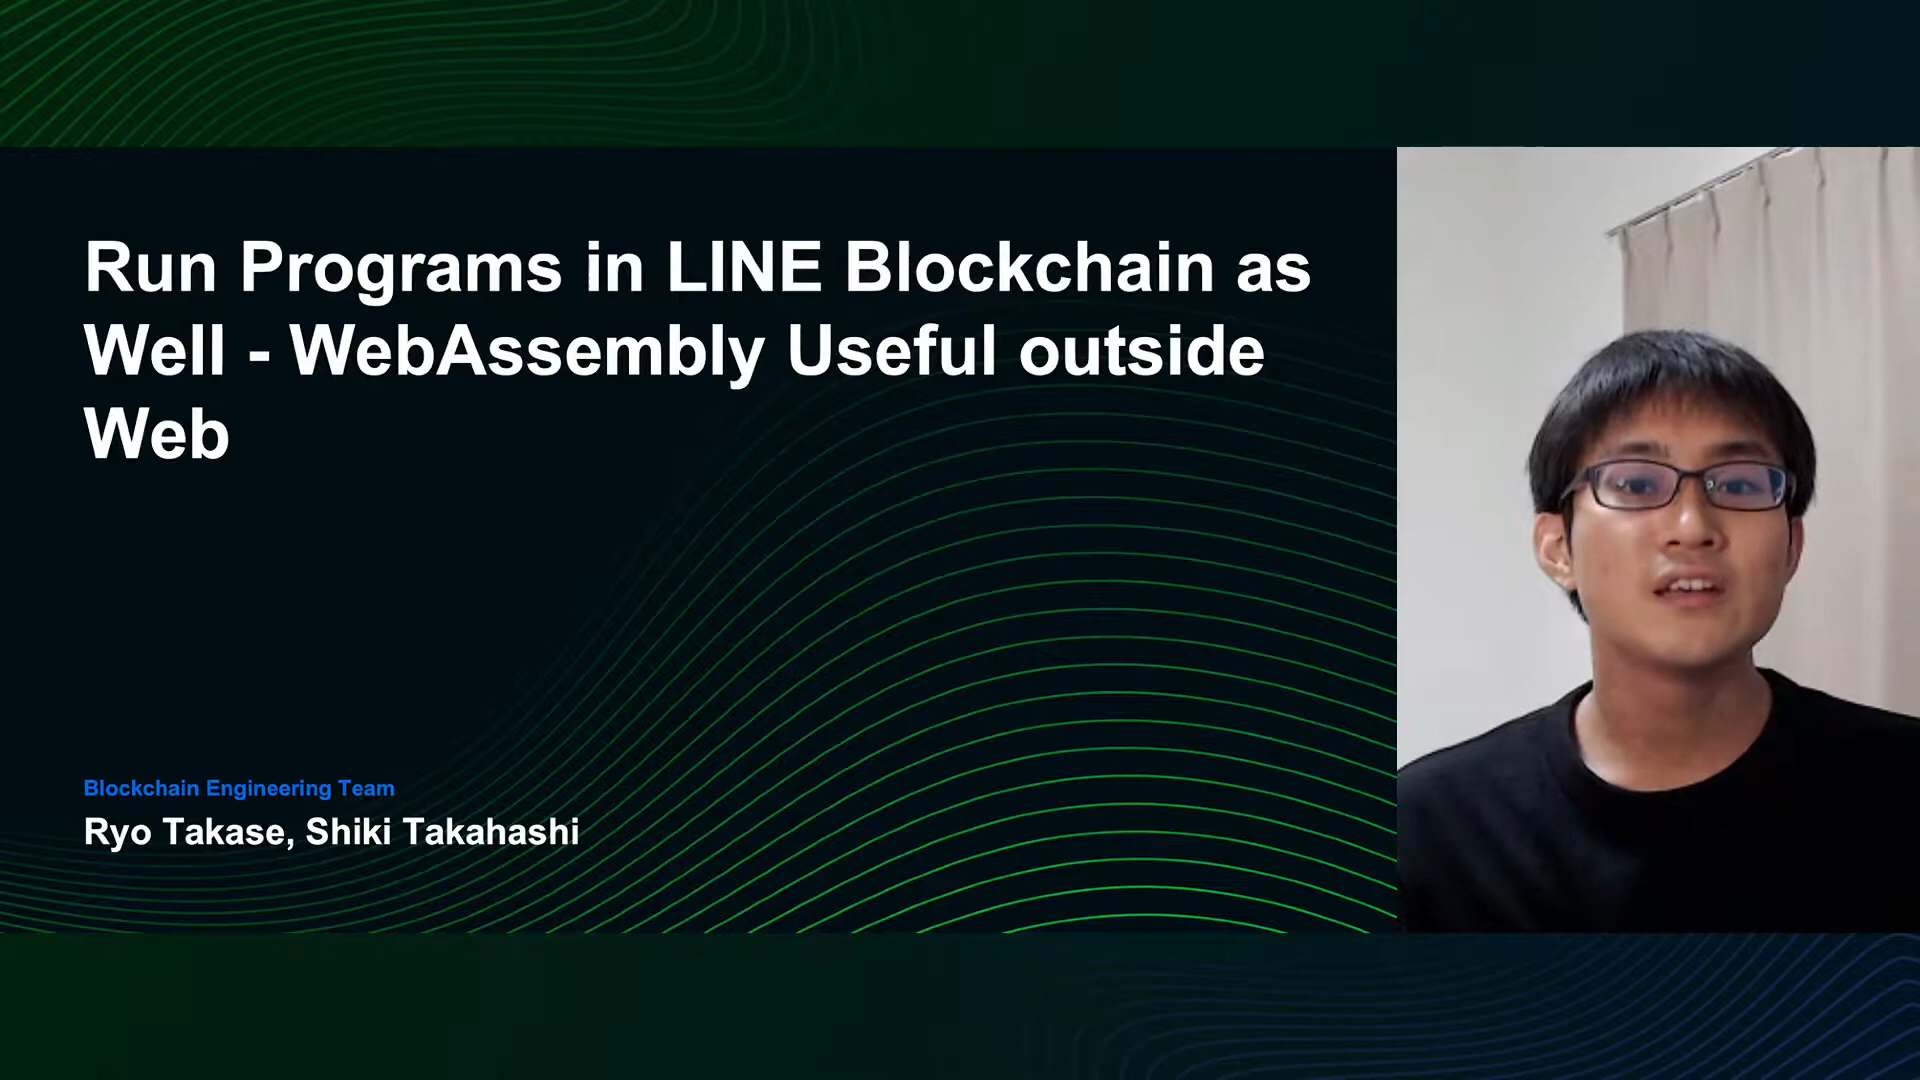 Run Programs in LINE Blockchain as
Well - WebAssembly Useful outside
Web
Blockchain Engineering Team
Ryo Takase, Shiki Takahashi